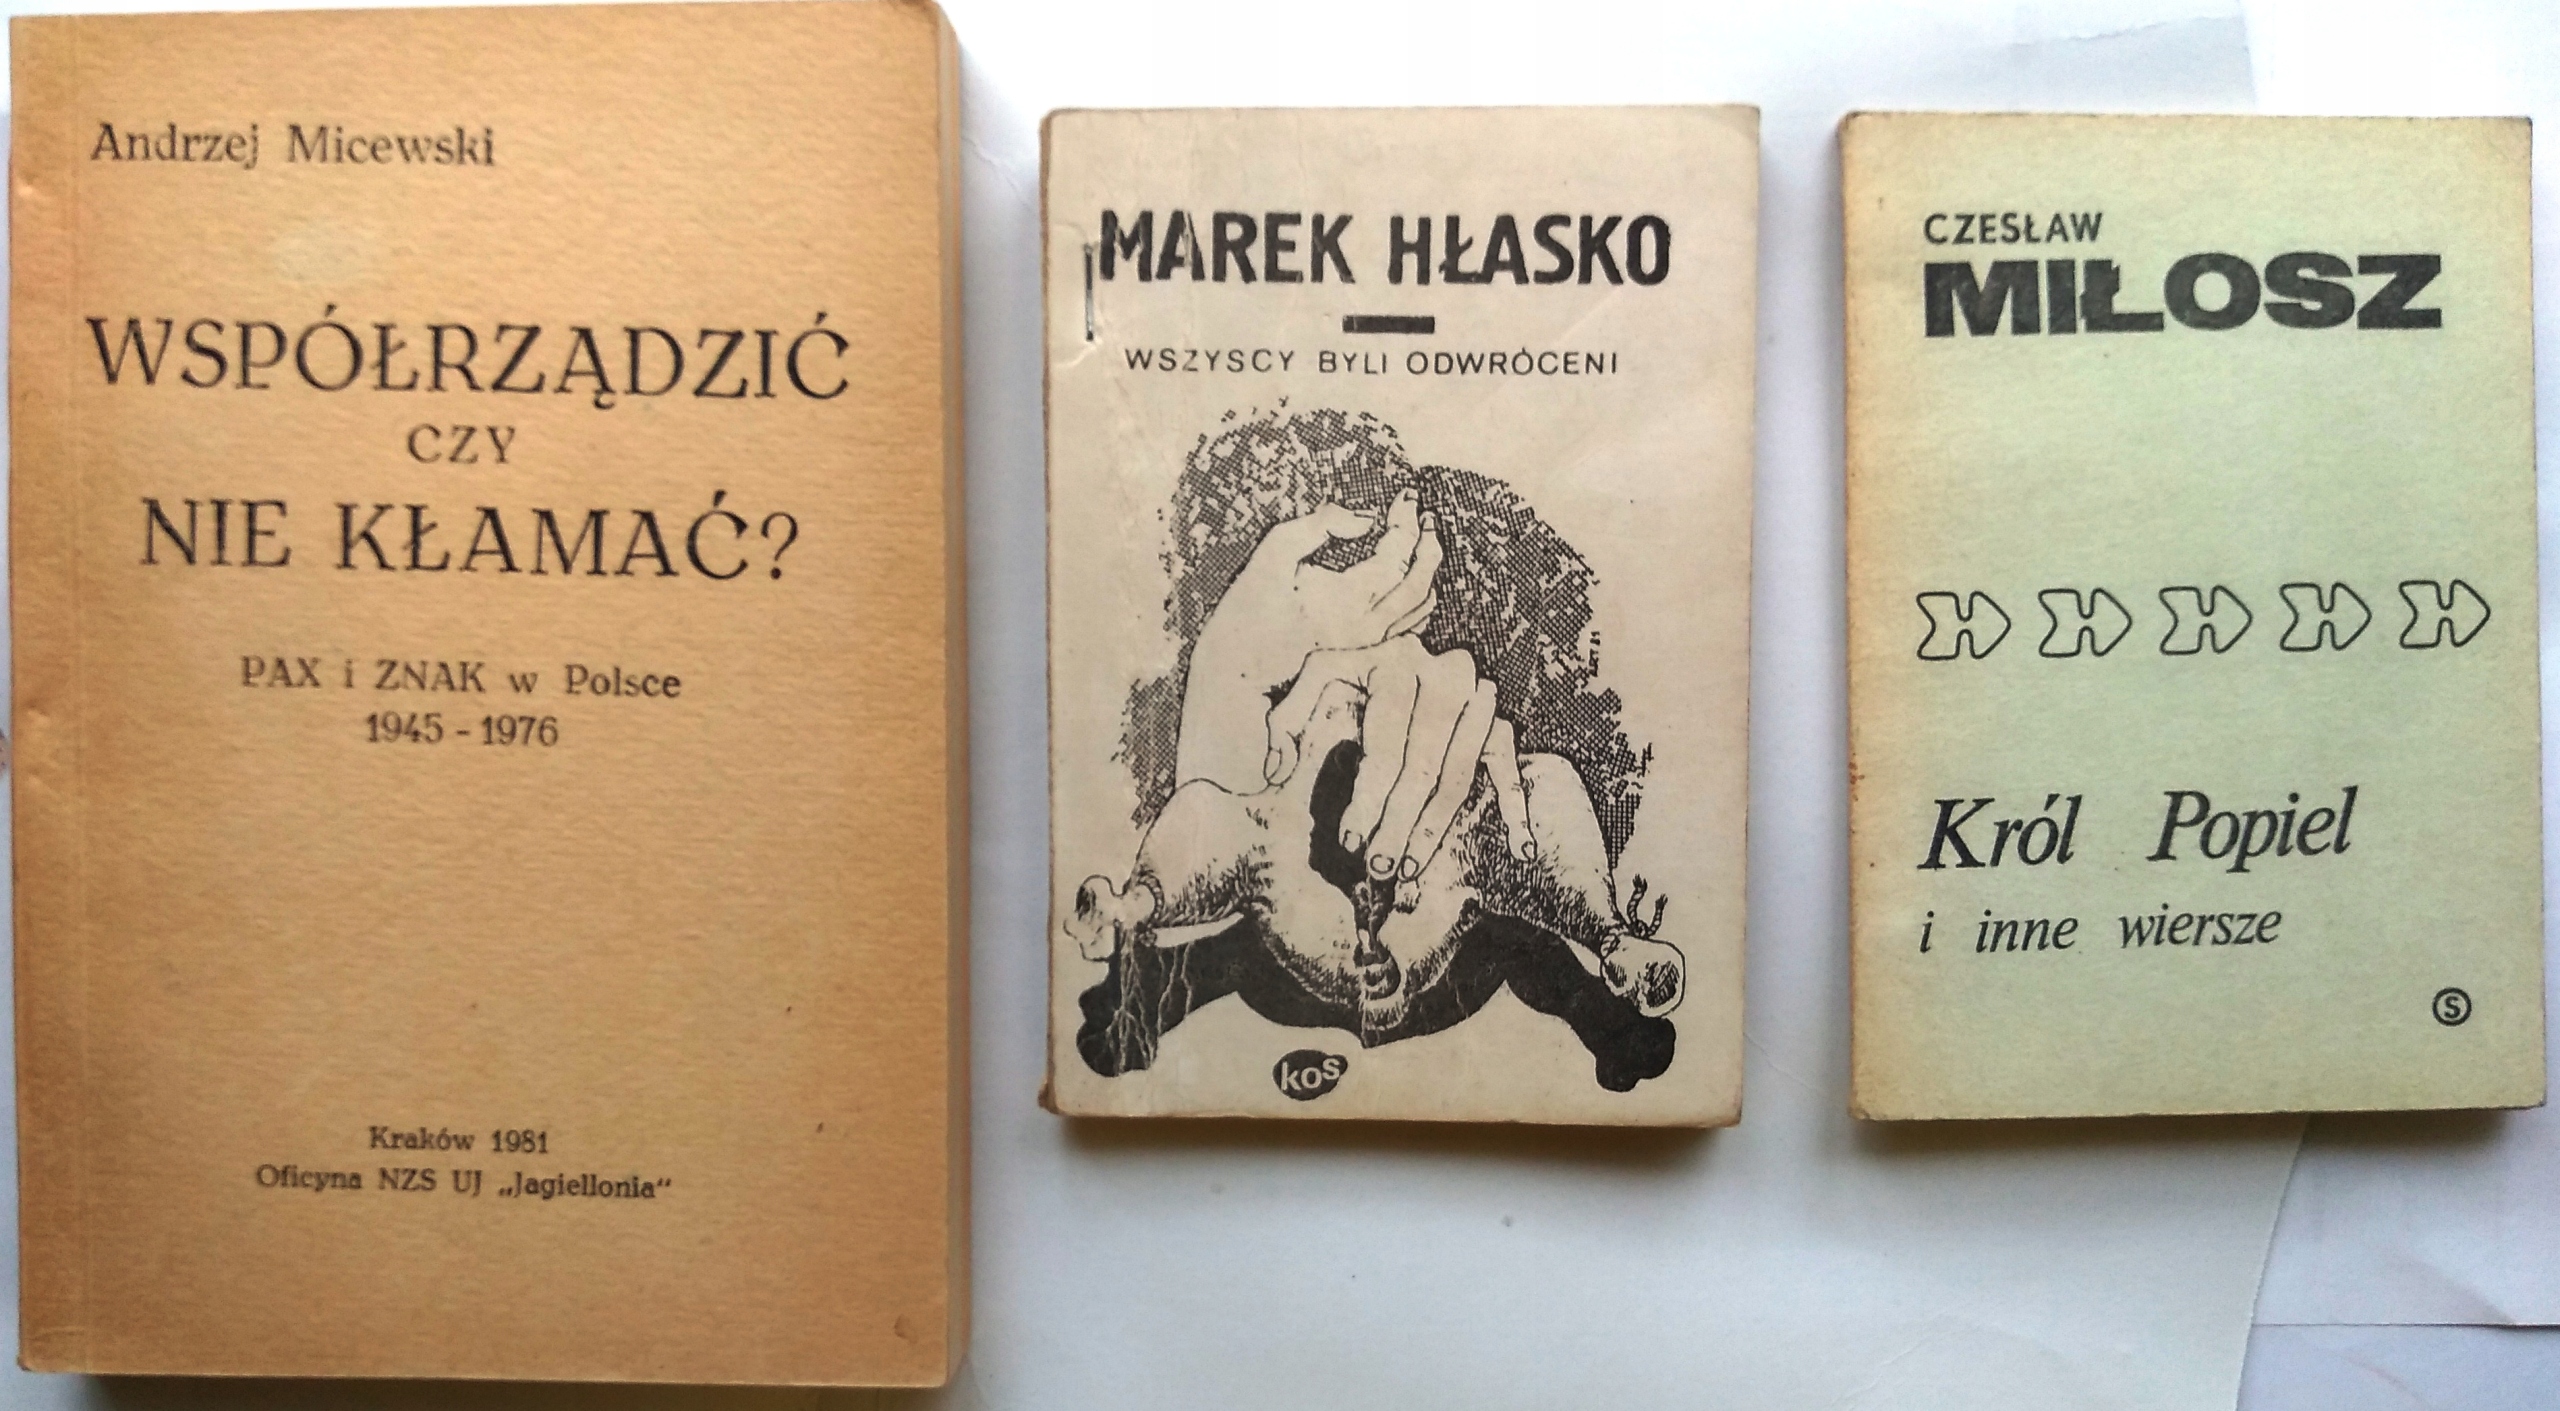 Andrzej Micewski
WSPÓŁRZĄDZIĆ
CZY
NIE KŁAMAĆ?
PAX i ZNAK w Polsce
1945 - 1976
Kraków 1981
Oficyna NZS UJ „Jagiellonia“
MAREK HŁASKO
WSZYSCY BYLI ODWRÓCENI
kos
CZESŁAW
MIŁOSZ
Król Popiel
i inne wiersze
S